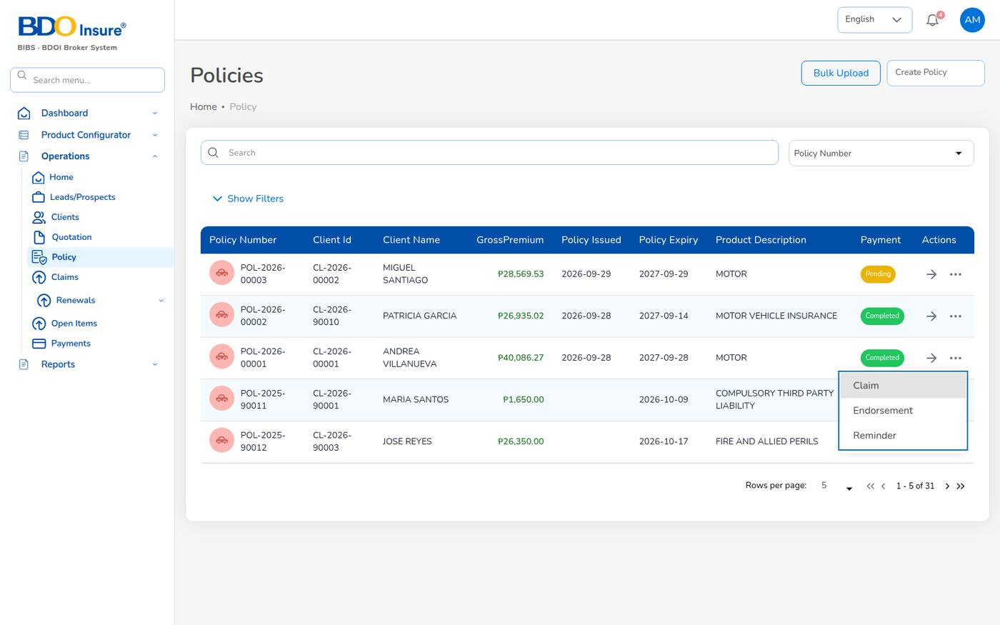 BDO Insure®
BIBS · BDOI Broker System
Search menu...
Dashboard
Product Configurator
Operations
Home
Leads/Prospects
Clients
Quotation
Policy
Claims
Renewals
Open Items
Payments
Reports
English
4
AM
Policies
Bulk Upload
Create Policy
Home • Policy
Search
Policy Number
Show Filters
Policy Number Client Id Client Name GrossPremium Policy Issued Policy Expiry Product Description Payment Actions
POL-2026-
00003
CL-2026-
00002
MIGUEL
SANTIAGO
₱28,569.53
2026-09-29
2027-09-29
MOTOR
Pending
POL-2026-
00002
CL-2026-
90010
PATRICIA GARCIA
₱26,935.02
2026-09-28
2027-09-14
MOTOR VEHICLE INSURANCE
Completed
POL-2026-
00001
CL-2026-
00001
ANDREA
VILLANUEVA
₱40,086.27
2026-09-28
2027-09-28
MOTOR
Completed
POL-2025-
90011
CL-2026-
90001
MARIA SANTOS
₱1,650.00
2026-10-09
COMPULSORY THIRD PARTY
LIABILITY
POL-2025-
90012
CL-2026-
90003
JOSE REYES
₱26,350.00
2026-10-17
FIRE AND ALLIED PERILS
Claim
Endorsement
Reminder
Rows per page: 5 1 - 5 of 31